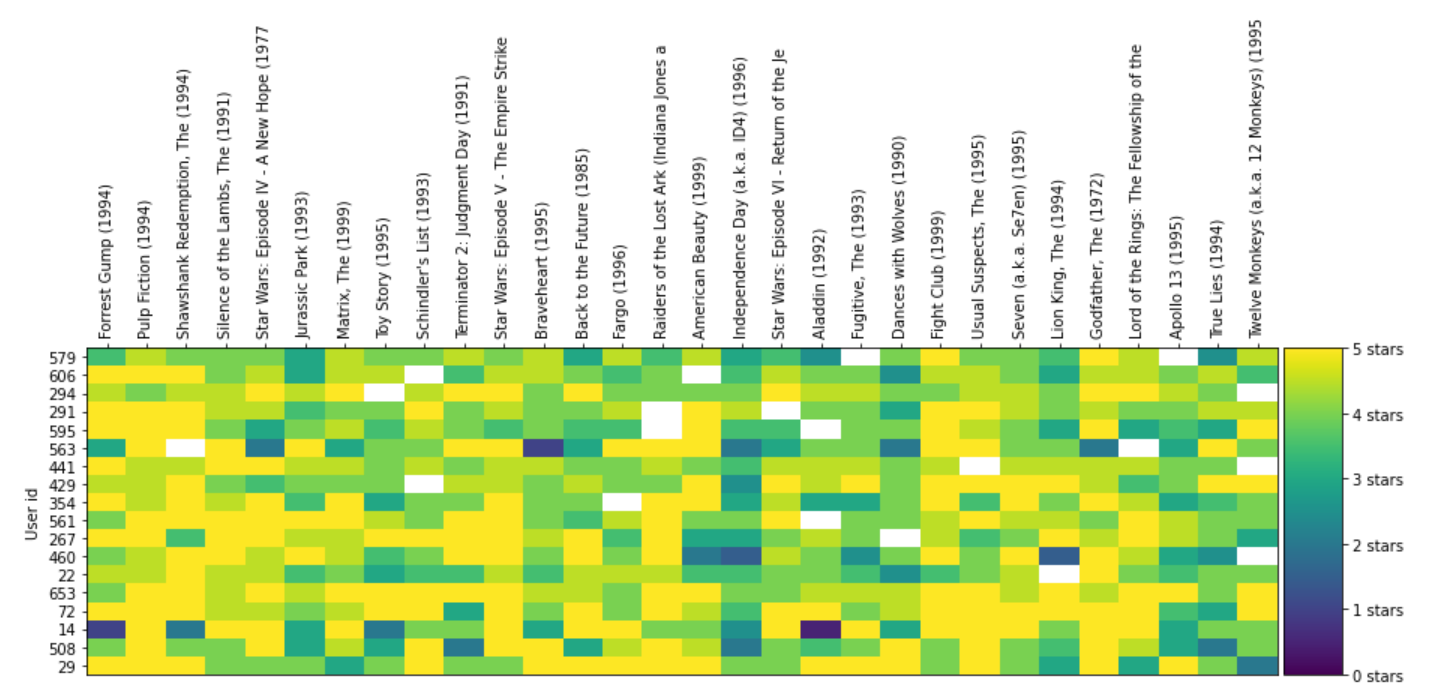 Forrest Gump (1994)
Pulp Fiction (1994)
Shawshank Redemption, The (1994)
Silence of the Lambs, The (1991)
Star Wars: Episode IV - A New Hope (1977
Jurassic Park (1993)
Matrix, The (1999)
Toy Story (1995)
Schindler's List (1993)
Terminator 2: Judgment Day (1991)
Star Wars: Episode V - The Empire Strike
Braveheart (1995)
Back to the Future (1985)
Fargo (1996)
Raiders of the Lost Ark (Indiana Jones a
American Beauty (1999)
Independence Day (a.k.a. ID4) (1996)
Star Wars: Episode VI - Return of the Je
Aladdin (1992)
Fugitive, The (1993)
Dances with Wolves (1990)
Fight Club (1999)
Usual Suspects, The (1995)
Seven (a.k.a. Se7en) (1995)
Lion King, The (1994)
Godfather, The (1972)
Lord of the Rings: The Fellowship of the
Apollo 13 (1995)
True Lies (1994)
Twelve Monkeys (a.k.a. 12 Monkeys) (1995
User id
579
606
294
291
595
563
441
429
354
561
267
460
22
653
72
14
508
29
5 stars
4 stars
3 stars
2 stars
1 stars
0 stars